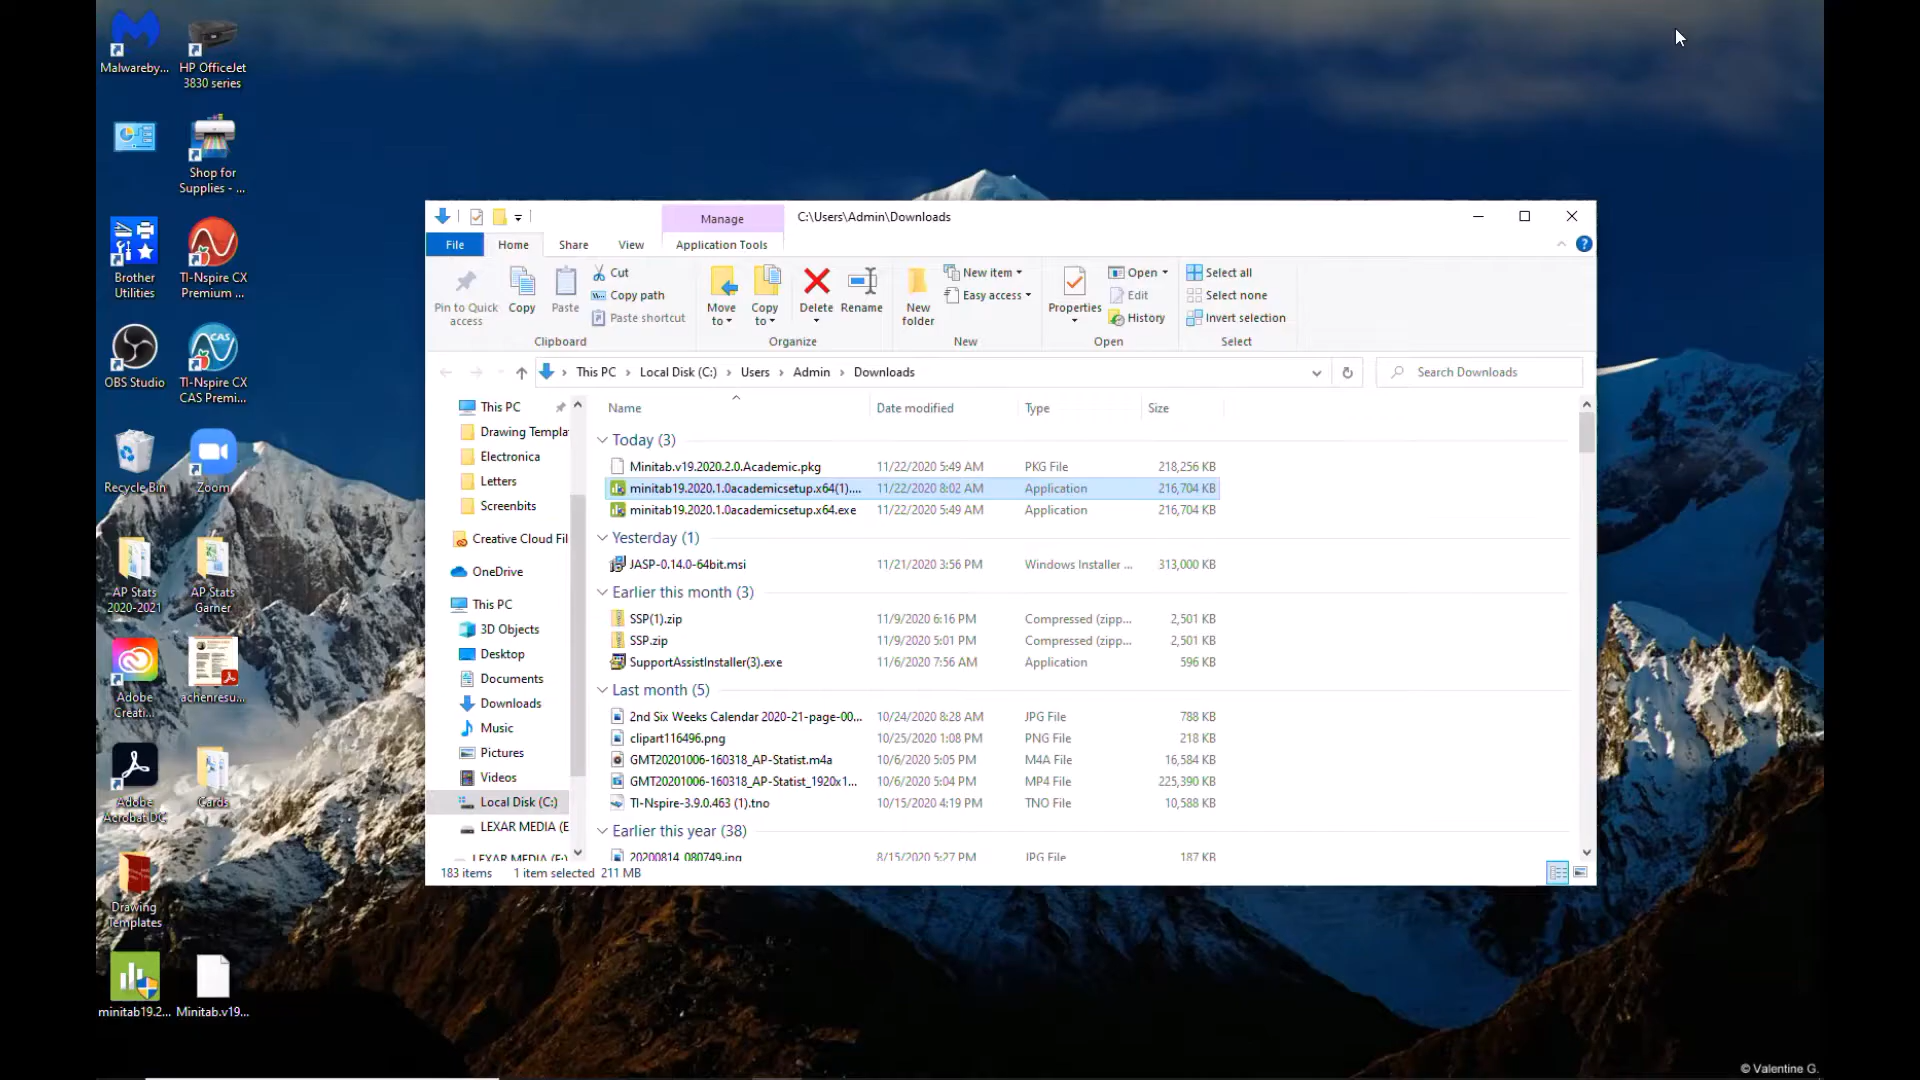 Malwareby...
HP OfficeJet
3830 series
Shop for
Supplies - ...
Brother
Utilities
TI-Nspire CX
Premium ...
OBS Studio
TI-Nspire CX
CAS Premi...
Recycle Bin
Zoom
AP Stats
2020-2021
AP Stats
Garner
Adobe
Creati...
achenresu...
Adobe
Acrobat DC
Cards
Drawing
Templates
minitab19.2...
Minitab.v19...
Manage
C:\Users\Admin\Downloads
File
Home
Share
View
Application Tools
Pin to Quick
access
Copy
Paste
Cut
Copy path
Paste shortcut
Clipboard
Move
to
Copy
to
Delete
Rename
Organize
New
folder
New item
Easy access
New
Properties
Open
Edit
History
Open
Select all
Select none
Invert selection
Select
This PC > Local Disk (C:) > Users > Admin > Downloads
Search Downloads
This PC
Drawing Templa
Electronica
Letters
Screenbits
Creative Cloud Fil
OneDrive
This PC
3D Objects
Desktop
Documents
Downloads
Music
Pictures
Videos
Local Disk (C:)
LEXAR MEDIA (E
LEXAR MEDIA (E:)
Name Date modified Type Size
Today (3)
Minitab.v19.2020.2.0.Academic.pkg 11/22/2020 5:49 AM PKG File 218,256 KB
minitab19.2020.1.0academicsetup.x64(1).... 11/22/2020 8:02 AM Application 216,704 KB
minitab19.2020.1.0academicsetup.x64.exe 11/22/2020 5:49 AM Application 216,704 KB
Yesterday (1)
JASP-0.14.0-64bit.msi 11/21/2020 3:56 PM Windows Installer ... 313,000 KB
Earlier this month (3)
SSP(1).zip 11/9/2020 6:16 PM Compressed (zipp... 2,501 KB
SSP.zip 11/9/2020 5:01 PM Compressed (zipp... 2,501 KB
SupportAssistInstaller(3).exe 11/6/2020 7:56 AM Application 596 KB
Last month (5)
2nd Six Weeks Calendar 2020-21-page-00... 10/24/2020 8:28 AM JPG File 788 KB
clipart116496.png 10/25/2020 1:08 PM PNG File 218 KB
GMT20201006-160318_AP-Statist.m4a 10/6/2020 5:05 PM M4A File 16,584 KB
GMT20201006-160318_AP-Statist_1920x1... 10/6/2020 5:04 PM MP4 File 225,390 KB
TI-Nspire-3.9.0.463 (1).tno 10/15/2020 4:19 PM TNO File 10,588 KB
Earlier this year (38)
20200814_080749.jpg 8/15/2020 5:27 PM JPG File 187 KB
183 items 1 item selected 211 MB
© Valentine G.